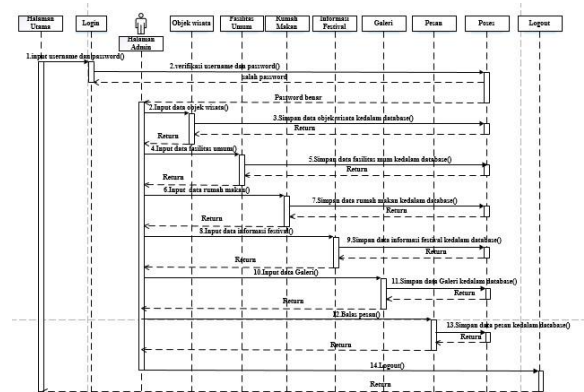 Halaman Utama
Login
Halaman Admin
Objek wisata
Fasilitas Umum
Rumah Makan
Informasi Festival
Galeri
Pesan
Poses
Logout
1.input username dan password()
2.verifikasi username dan password()
salah password
Password benar
2.Input data objek wisata()
3.Simpan data objek wisata kedalam database()
Return
Return
4.Input data fasilitas umum()
5.Simpan data fasilitas mum kedalam database()
Return
Return
6.Input data rumah makan()
7.Simpan data rumah makan kedalam database()
Return
Return
8.Input data informasi festival()
9.Simpan data informasi festival kedalam database()
Return
Return
10.Input data Galeri()
11.Simpan data Galeri kedalam database()
Return
Return
12.Balas pesan()
13.Simpan data pesan kedalam database()
Return
Return
14.Logout()
Return